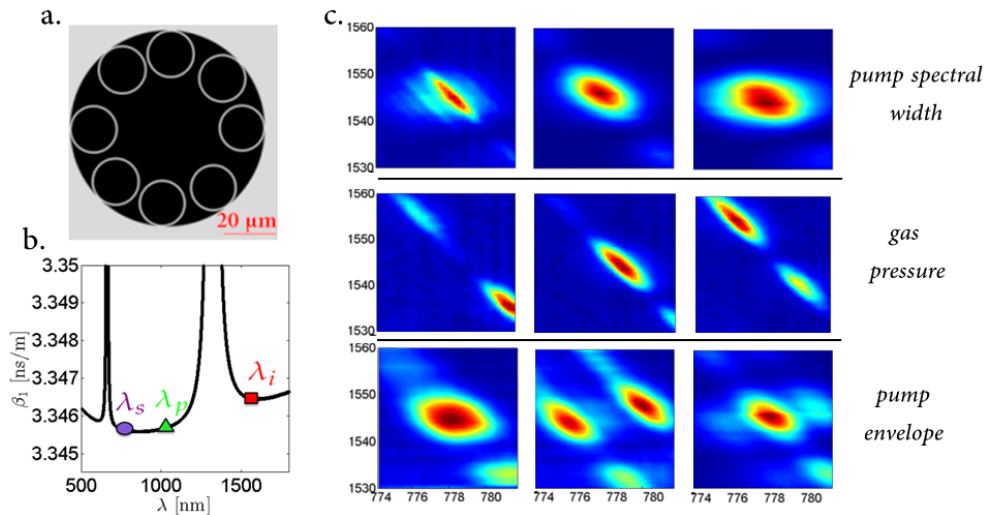 a.
20 μm
b.
3.35
3.349
3.348
3.347
3.346
3.345
β₁ [ns/m]
λₛ
λₚ
λᵢ
500
1000
1500
λ [nm]
c.
1560
1550
1540
1530
pump spectral
width
1560
1550
1540
1530
gas
pressure
1560
1550
1540
1530
774
776
778
780
774
776
778
780
774
776
778
780
pump
envelope